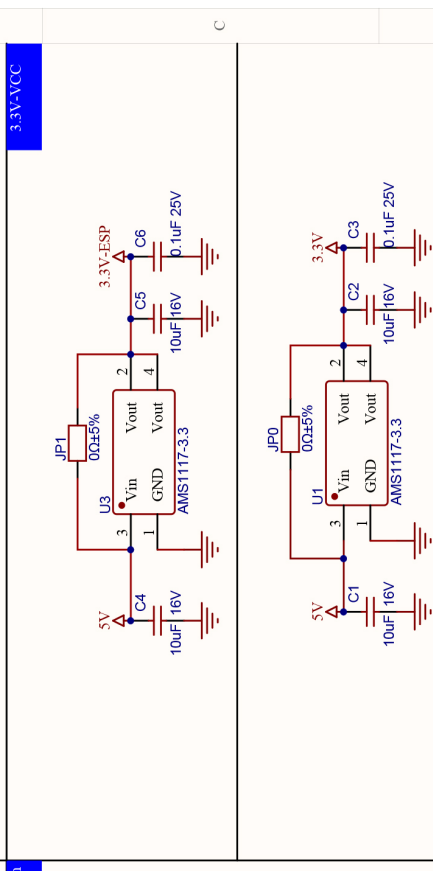 C
3.3V-VCC
JP1
0Ω±5%
U3
3
Vin
Vout
2
1
GND
Vout
4
AMS1117-3.3
5V
C4
10uF 16V
3.3V-ESP
C5
10uF 16V
C6
0.1uF 25V
JP0
0Ω±5%
U1
3
Vin
Vout
2
1
GND
Vout
4
AMS1117-3.3
5V
C1
10uF 16V
3.3V
C2
10uF 16V
C3
0.1uF 25V